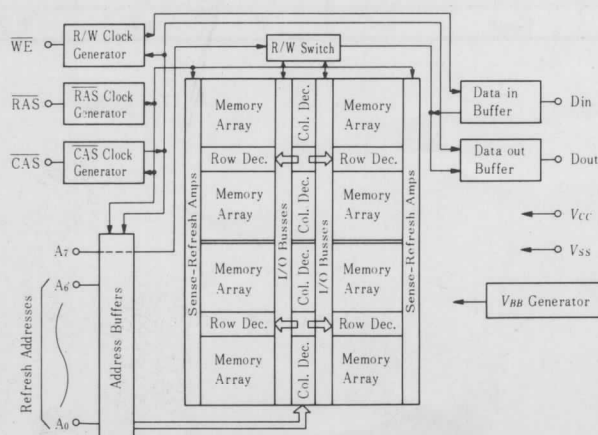 WE
R/W Clock
Generator
RAS
RAS Clock
Generator
CAS
CAS Clock
Generator
R/W Switch
Data in
Buffer
Din
Data out
Buffer
Dout
VCC
VSS
VBB Generator
Refresh Addresses
A7
A6
A0
Address Buffers
Sense-Refresh Amps
Memory
Array
Row Dec.
Memory
Array
Memory
Array
Row Dec.
Memory
Array
I/O Busses
Col. Dec.
Col. Dec.
Col. Dec.
Col. Dec.
I/O Busses
Memory
Array
Row Dec.
Memory
Array
Memory
Array
Row Dec.
Memory
Array
Sense-Refresh Amps